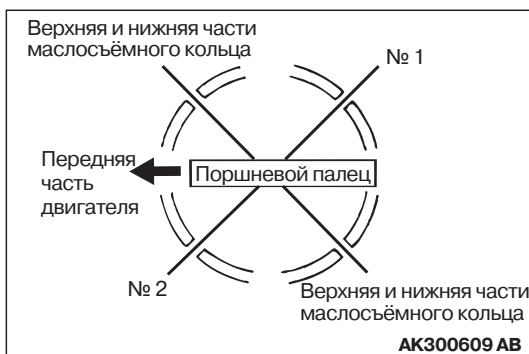 Верхняя и нижняя части
маслосъёмного кольца
№ 1
Передняя
часть
двигателя
Поршневой палец
№ 2
Верхняя и нижняя части
маслосъёмного кольца
AK300609 AB